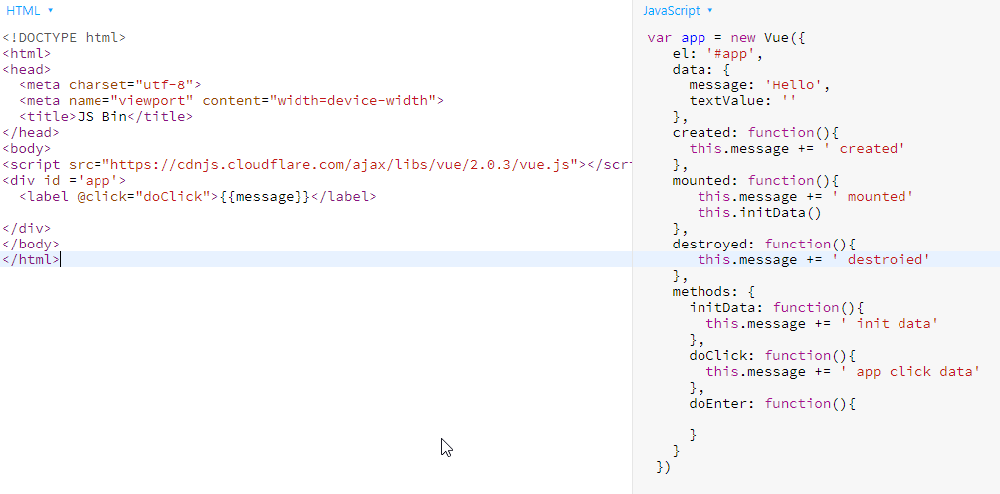 HTML ▾
<!DOCTYPE html>
<html>
<head>
  <meta charset="utf-8">
  <meta name="viewport" content="width=device-width">
  <title>JS Bin</title>
</head>
<body>
<script src="https://cdnjs.cloudflare.com/ajax/libs/vue/2.0.3/vue.js"></scr
<div id ='app'>
  <label @click="doClick">{{message}}</label>
</div>
</body>
</html>
JavaScript ▾
var app = new Vue({
   el: '#app',
   data: {
     message: 'Hello',
     textValue: ''
   },
   created: function(){
     this.message += ' created'
   },
   mounted: function(){
      this.message += ' mounted'
      this.initData()
   },
   destroyed: function(){
      this.message += ' destroied'
   },
   methods: {
     initData: function(){
       this.message += ' init data'
     },
     doClick: function(){
       this.message += ' app click data'
     },
     doEnter: function(){
     }
   }
 })